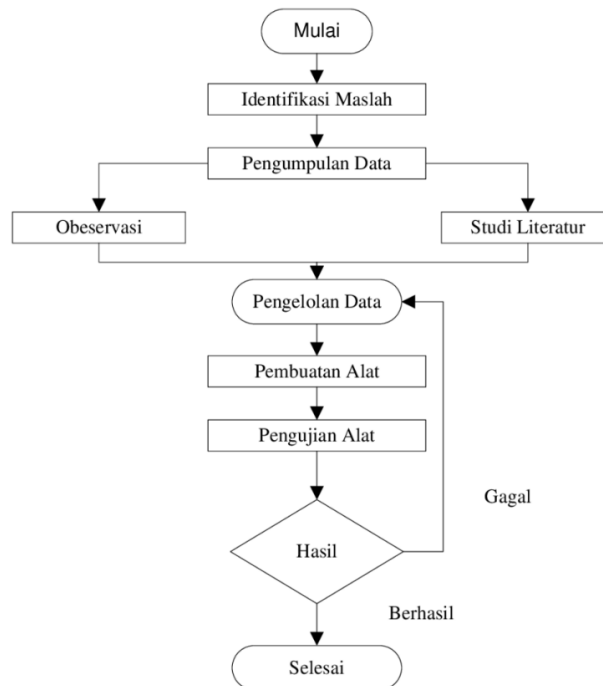 Mulai
Identifikasi Maslah
Pengumpulan Data
Obeservasi
Studi Literatur
Pengelolan Data
Pembuatan Alat
Pengujian Alat
Gagal
Hasil
Berhasil
Selesai